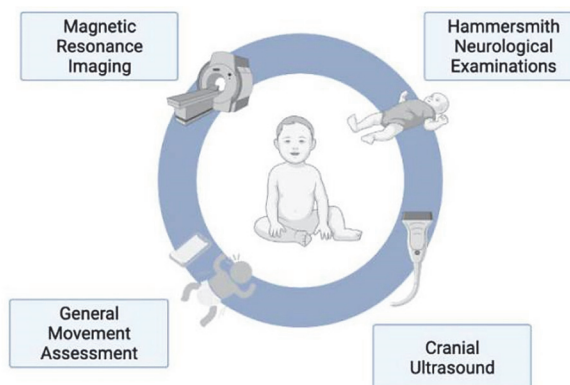 Magnetic
Resonance
Imaging
Hammersmith
Neurological
Examinations
General
Movement
Assessment
Cranial
Ultrasound